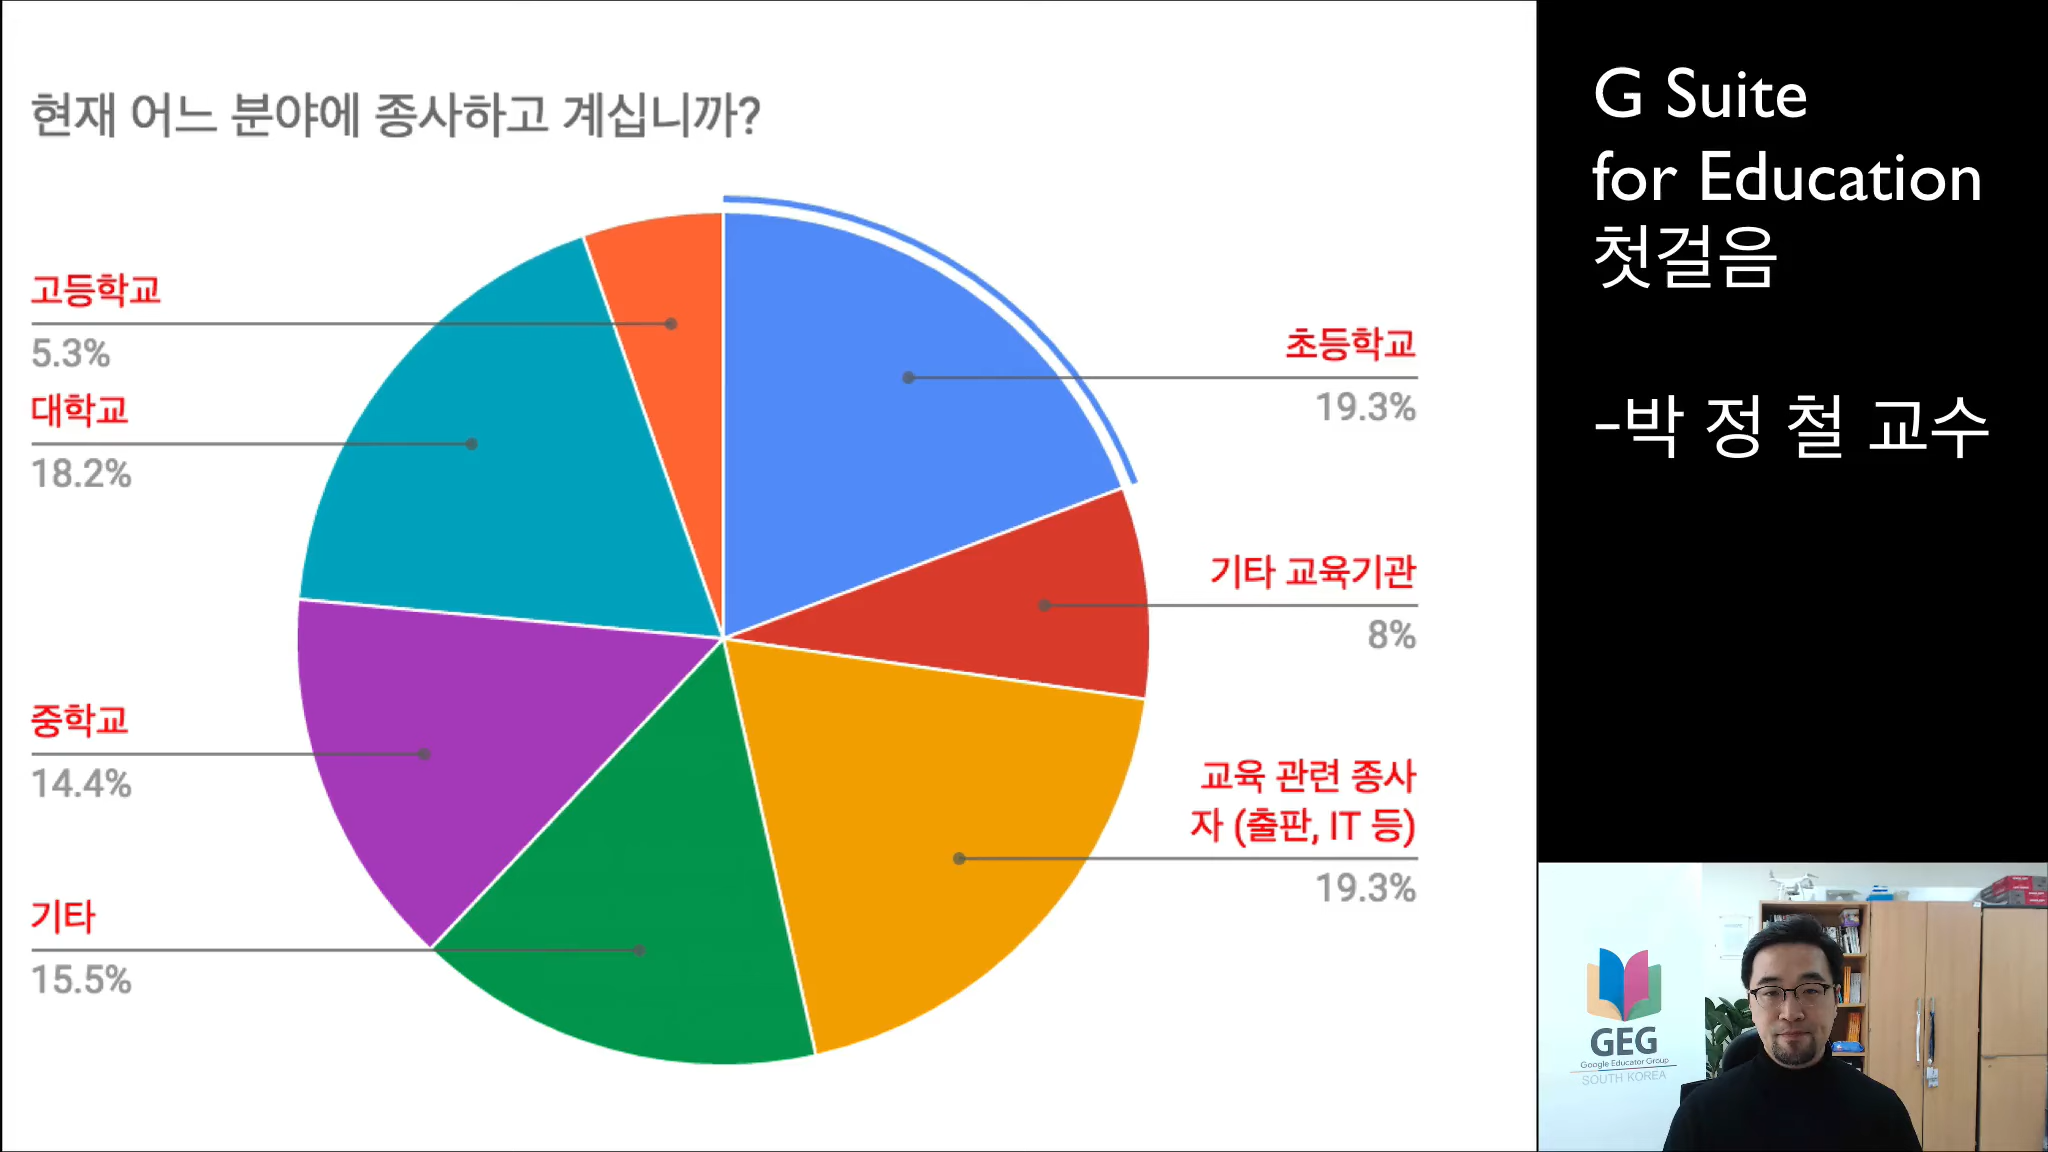 현재 어느 분야에 종사하고 계십니까?
고등학교
5.3%
대학교
18.2%
중학교
14.4%
기타
15.5%
초등학교
19.3%
기타 교육기관
8%
교육 관련 종사
자 (출판, IT 등)
19.3%
G Suite
for Education
첫걸음
-박 정 철 교수
GEG
Google Educator Group
SOUTH KOREA